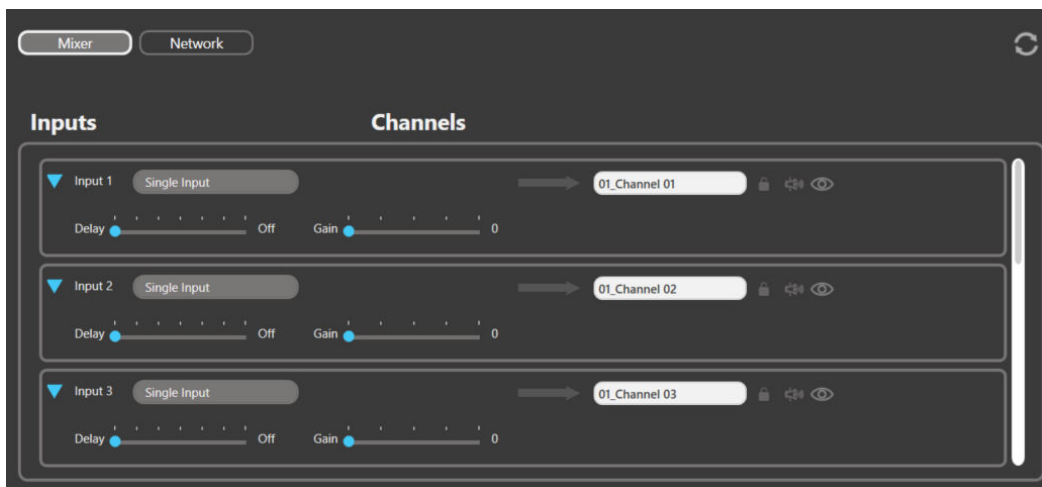 Mixer Network
Inputs Channels
Input 1 Single Input 01_Channel 01
Delay Off Gain 0
Input 2 Single Input 01_Channel 02
Delay Off Gain 0
Input 3 Single Input 01_Channel 03
Delay Off Gain 0